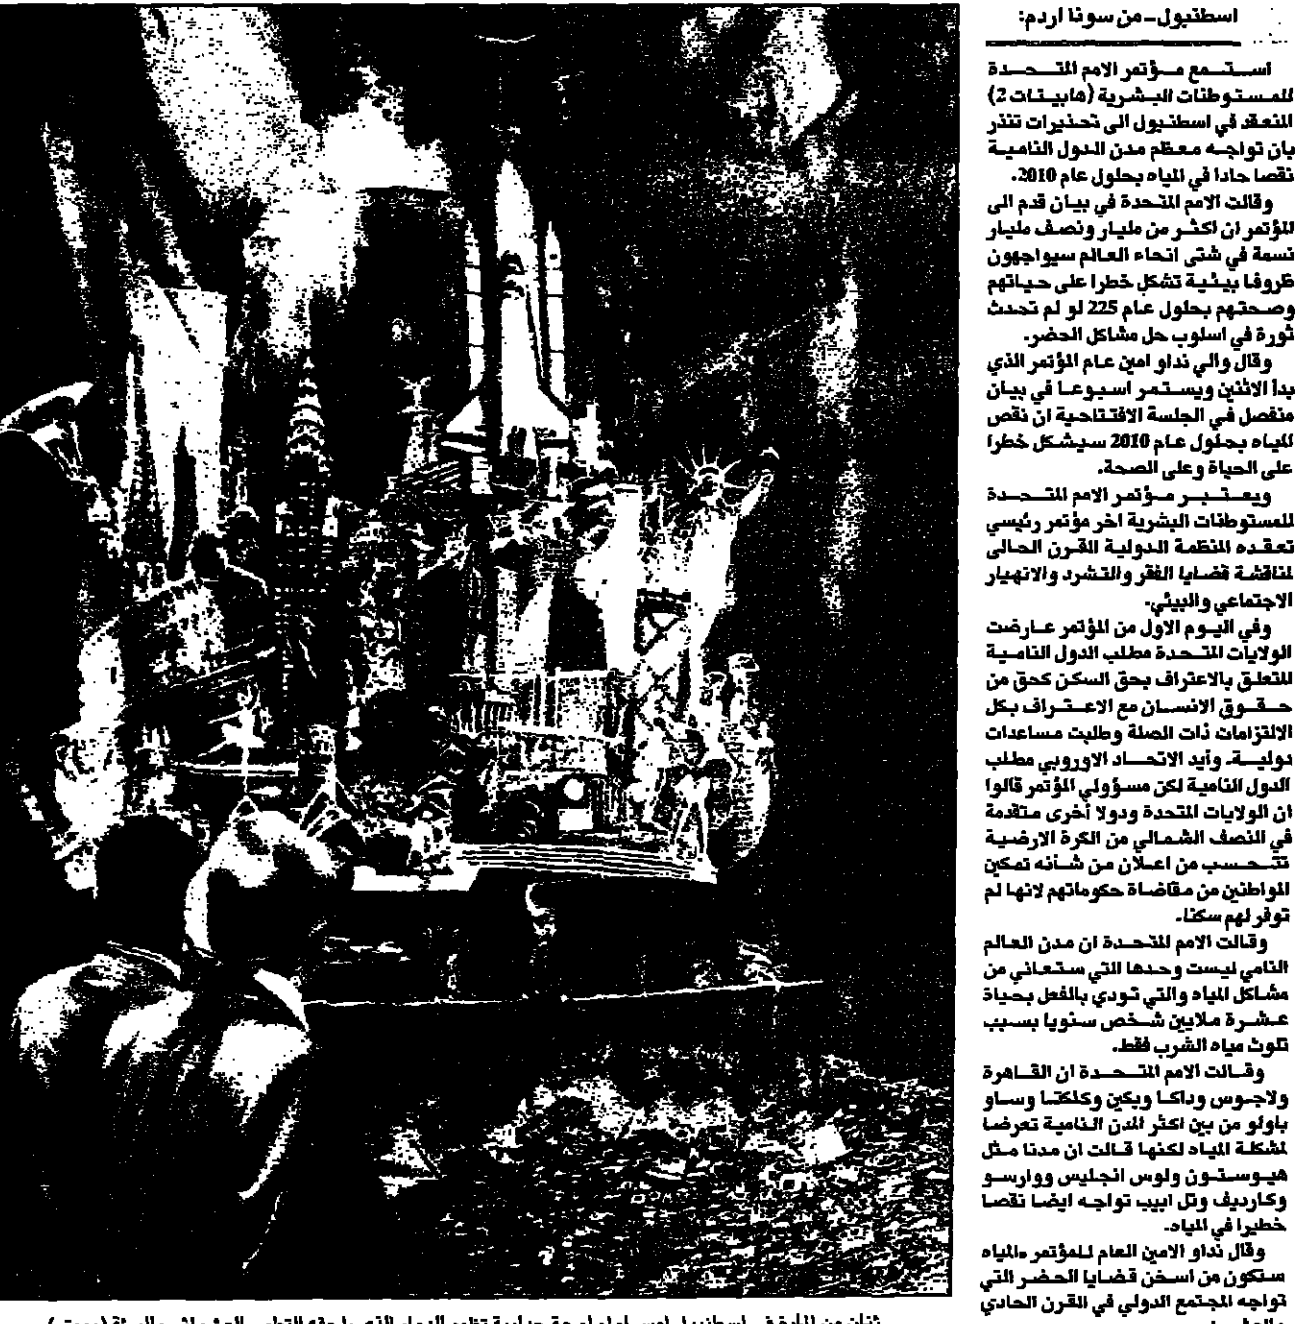 اسطنبول-من سونا اردم:
استمع مؤتمر الامم المتحدة
للمستوطنات البشرية (هابيتات 2)
المنعقد في اسطنبول الى تحذيرات تنذر
بان تواجه معظم مدن الدول النامية
نقصا حادا في المياه بحلول عام 2010.
وقالت الامم المتحدة في بيان قدم الى
المؤتمر ان اكثر من مليار ونصف مليار
نسمة في شتى انحاء العالم سيواجهون
ظروفا بيئية تشكل خطرا على حياتهم
وصحتهم بحلول عام 225 لو لم تحدث
ثورة في اسلوب حل مشاكل الحضر.
وقال والي نداو امين عام المؤتمر الذي
بدأ الاثنين ويستمر اسبوعا في بيان
منفصل في الجلسة الافتتاحية ان نقص
المياه بحلول عام 2010 سيشكل خطرا
على الحياة وعلى الصحة.
ويعتبر مؤتمر الامم المتحدة
للمستوطنات البشرية اخر مؤتمر رئيسي
تعقده المنظمة الدولية القرن الحالى
لمناقشة قضايا الفقر والتشرد والانهيار
الاجتماعي والبيئي.
وفي اليوم الاول من المؤتمر عارضت
الولايات المتحدة مطلب الدول النامية
المتعلق بالاعتراف بحق السكن كحق من
حقوق الانسان مع الاعتراف بكل
الالتزامات ذات الصلة وطلبت مساعدات
دولية. وأيد الاتحاد الاوروبي مطلب
الدول النامية لكن مسؤولي المؤتمر قالوا
ان الولايات المتحدة ودولا أخرى متقدمة
في النصف الشمالي من الكرة الارضية
تتحسب من اعلان من شأنه تمكين
المواطنين من مقاضاة حكوماتهم لانها لم
توفر لهم سكنا.
وقالت الامم المتحدة ان مدن العالم
النامي ليست وحدها التي ستعاني من
مشاكل المياه والتي تودي بالفعل بحياة
عشرة ملايين شخص سنويا بسبب
تلوث مياه الشرب فقط.
وقالت الامم المتحدة ان القاهرة
ولاجوس وداكا وبكين وكلكتا وساو
باولو من بين اكثر المدن النامية تعرضا
لمشكلة المياه لكنها قالت ان مدنا مثل
هيوستون ولوس انجليس ووارسو
وكارديف وتل ابيب تواجه ايضا نقصا
خطيرا في المياه.
وقال نداو الامين العام للمؤتمر «المياه
ستكون من اسخن قضايا الحضر التي
تواجه المجتمع الدولي في القرن الحادي